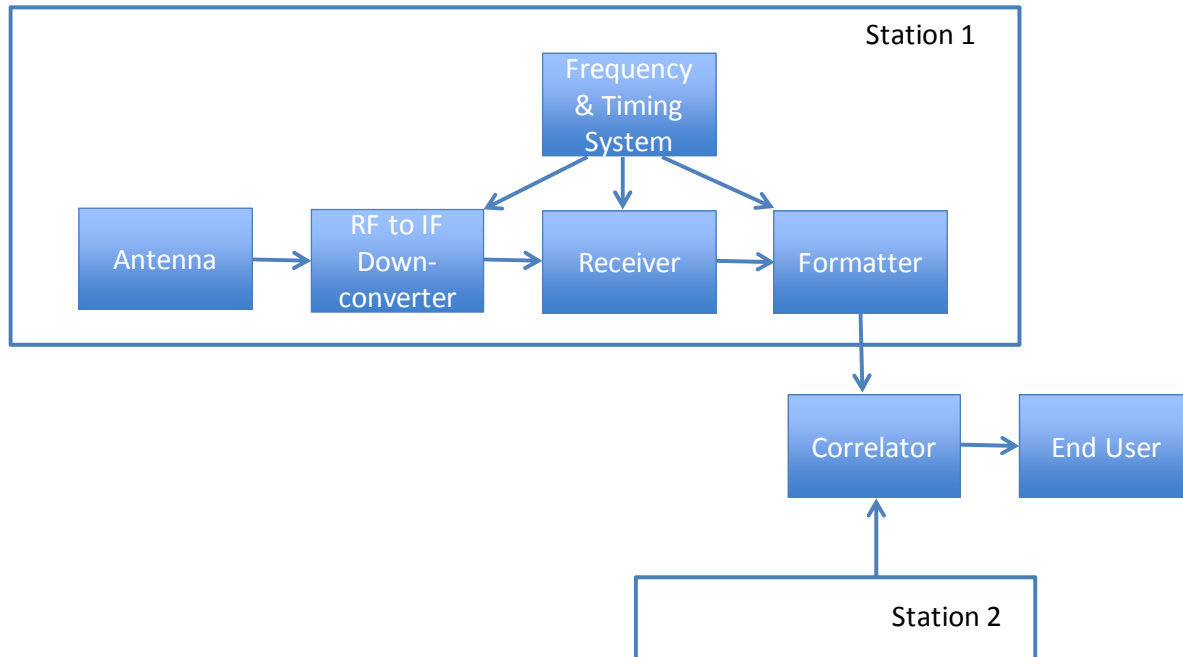 Station 1
Frequency
& Timing
System
Antenna
RF to IF
Down-
converter
Receiver
Formatter
Correlator
End User
Station 2